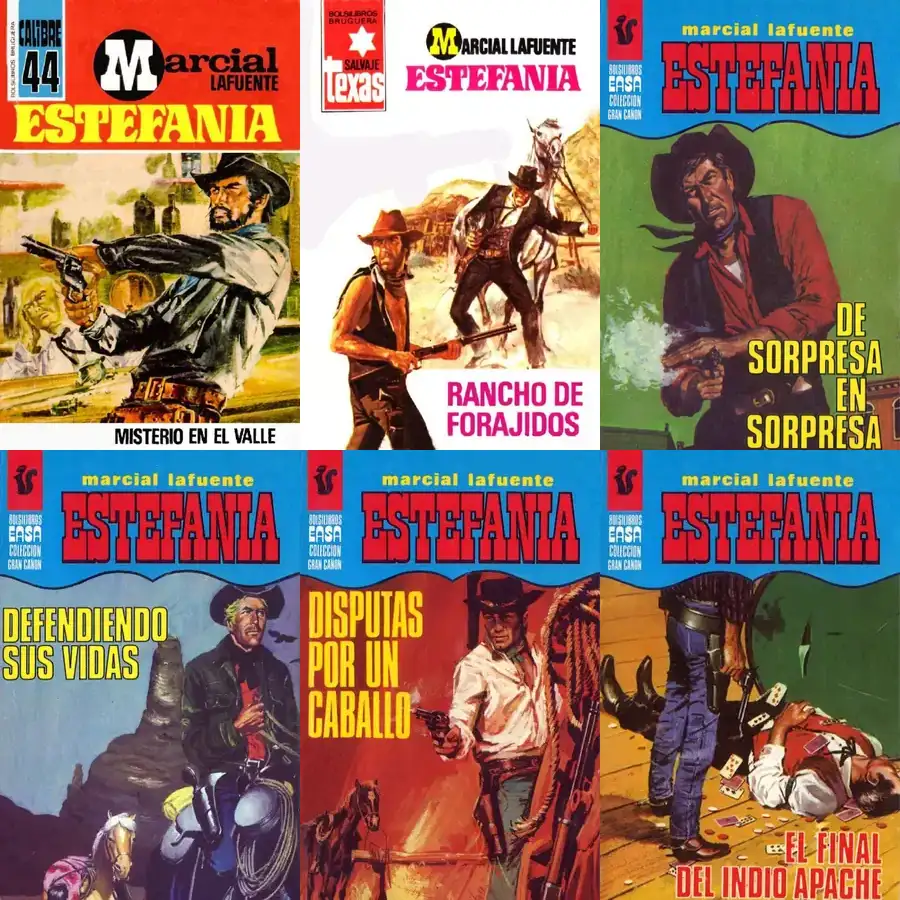 BOLSILIBROS BRUGUERA
CALIBRE
44
Marcial
LAFUENTE
ESTEFANIA
MISTERIO EN EL VALLE
BOLSILIBROS
BRUGUERA
SALVAJE
texas
MARCIAL LAFUENTE
ESTEFANIA
RANCHO DE
FORAJIDOS
marcial lafuente
ESTEFANIA
BOLSILIBROS
EASA
COLECCION
GRAN CAÑON
DE
SORPRESA
EN
SORPRESA
marcial lafuente
ESTEFANIA
BOLSILIBROS
EASA
COLECCION
GRAN CAÑON
DEFENDIENDO
SUS VIDAS
marcial lafuente
ESTEFANIA
BOLSILIBROS
EASA
COLECCION
GRAN CAÑON
DISPUTAS
POR UN
CABALLO
marcial lafuente
ESTEFANIA
BOLSILIBROS
EASA
COLECCION
GRAN CAÑON
EL FINAL
DEL INDIO APACHE